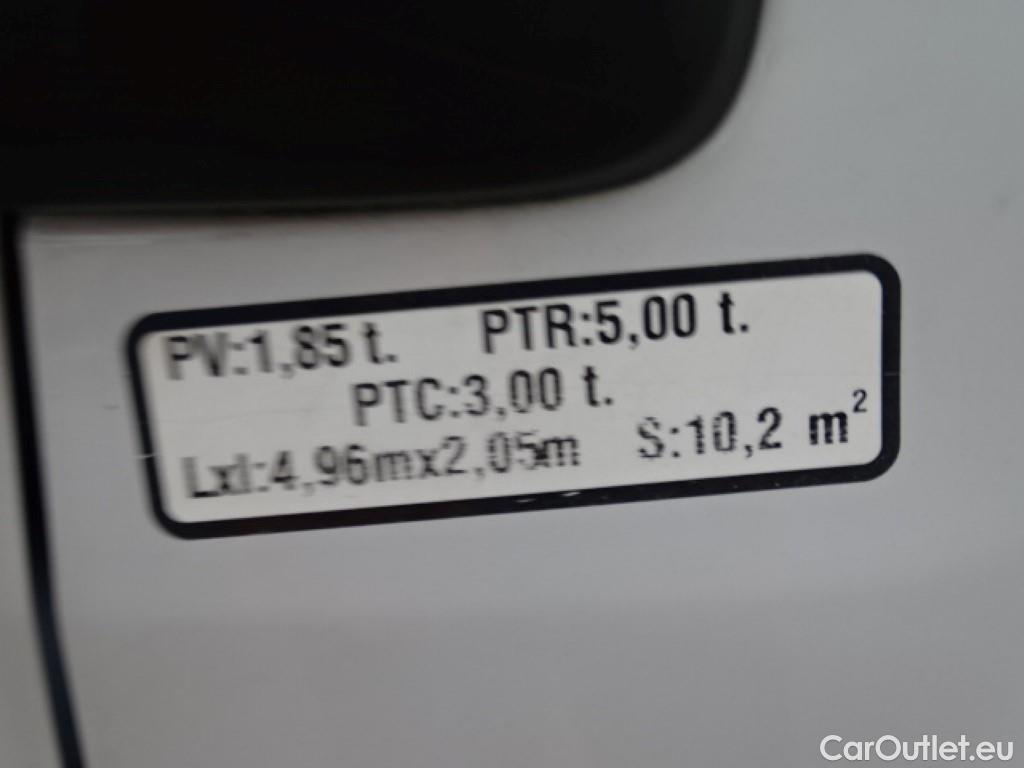 PV:1,85 t. PTR:5,00 t.
PTC:3,00 t.
Lxl:4,96mx2,05m S:10,2 m²
CarOutlet.eu